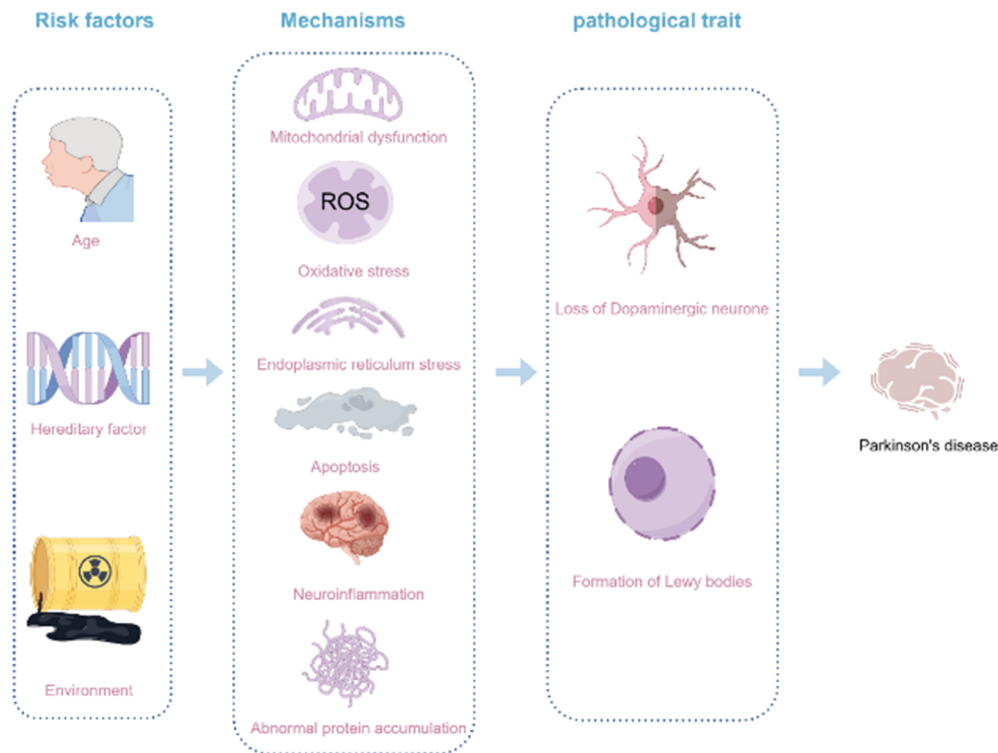 Risk factors
Mechanisms
pathological trait
Age
Hereditary factor
Environment
Mitochondrial dysfunction
ROS
Oxidative stress
Endoplasmic reticulum stress
Apoptosis
Neuroinflammation
Abnormal protein accumulation
Loss of Dopaminergic neurone
Formation of Lewy bodies
Parkinson's disease